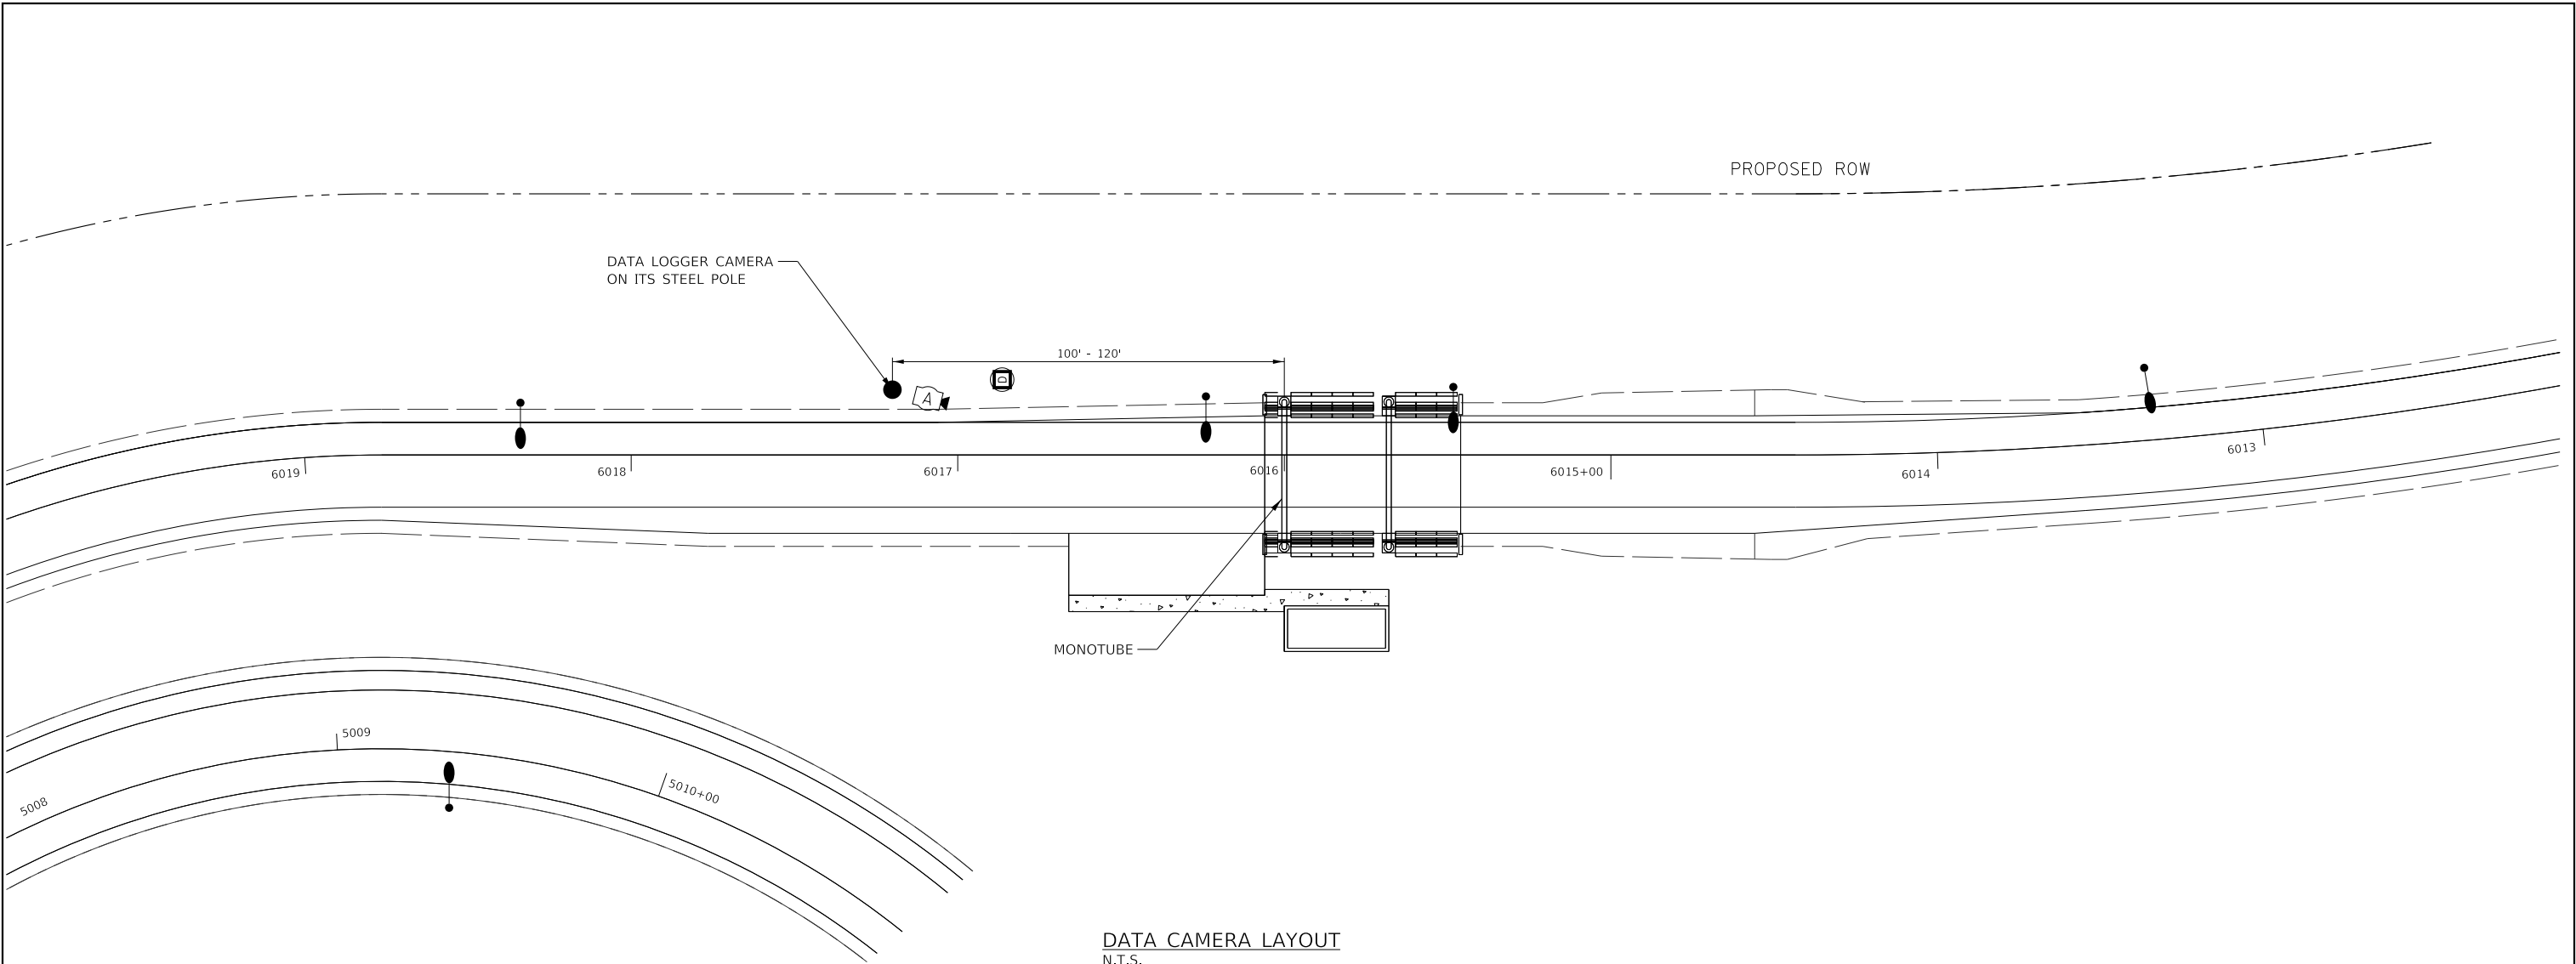 PROPOSED ROW
DATA LOGGER CAMERA
ON ITS STEEL POLE
100' - 120'
D
A
6019
6018
6017
6016
6015+00
6014
6013
MONOTUBE
5009
5010+00
5008
DATA CAMERA LAYOUT
N.T.S.